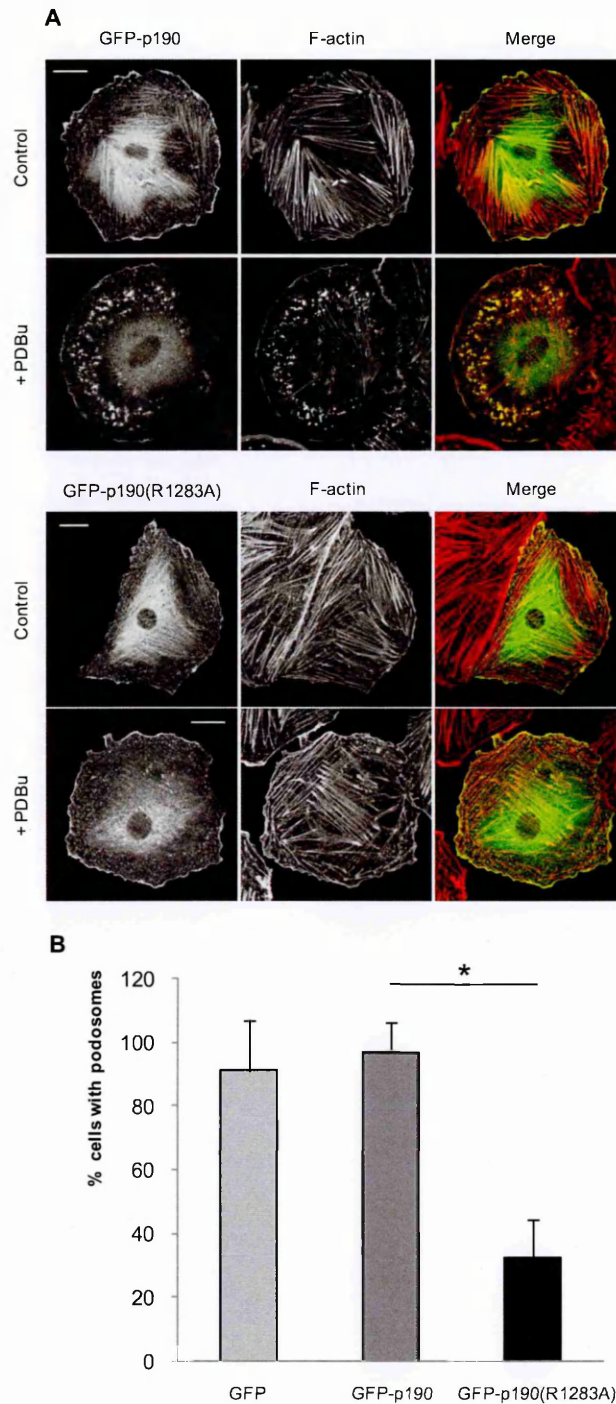 A
GFP-p190 F-actin Merge
Control
+ PDBu
GFP-p190(R1283A) F-actin Merge
Control
+ PDBu
B
*
% cells with podosomes
120
100
80
60
40
20
0
GFP GFP-p190 GFP-p190(R1283A)